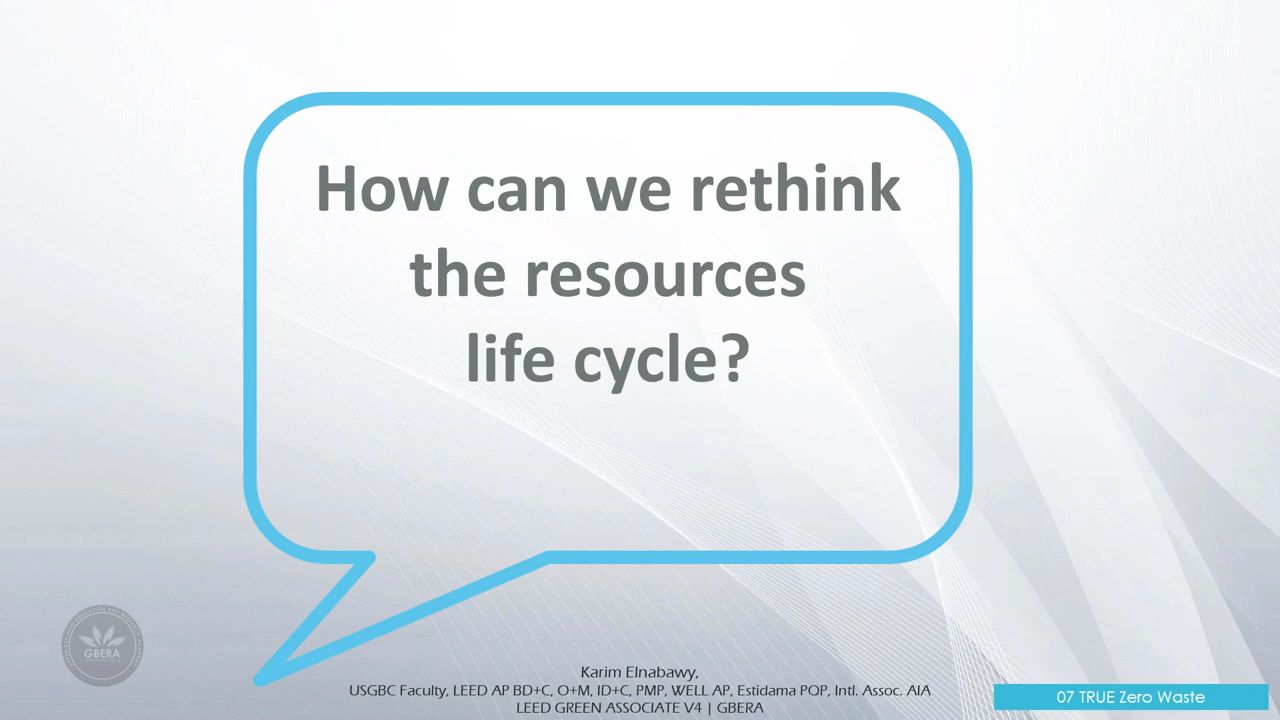 How can we rethink
the resources
life cycle?
GBERA
Karim Elnabawy,
USGBC Faculty, LEED AP BD+C, O+M, ID+C, PMP, WELL AP, Estidama POP, Intl. Assoc. AIA
LEED GREEN ASSOCIATE V4 | GBERA
07 TRUE Zero Waste